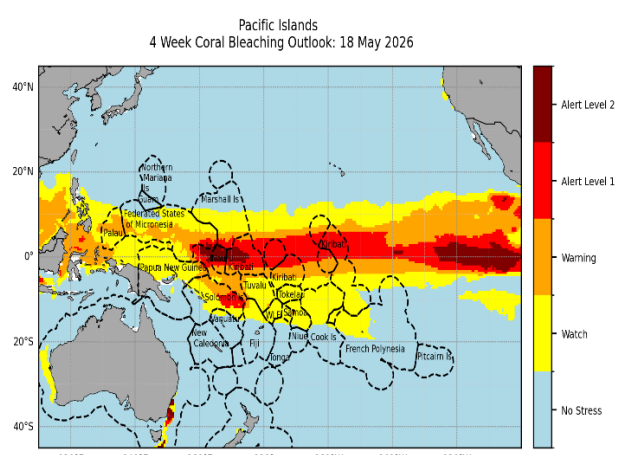 Pacific Islands
4 Week Coral Bleaching Outlook: 18 May 2026
40°N
20°N
0°
20°S
40°S
Northern
Mariana
Is
Marshall Is
Federated States
of Micronesia
Palau
Papua New Guinea
Kiribati
Kiribati
Kiribati
Tuvalu
Tokelau
Solomon Is
Vanuatu
W F
Samoa
New
Caledonia
Fiji
Tonga
Niue
Cook Is
French Polynesia
Pitcairn Is
Alert Level 2
Alert Level 1
Warning
Watch
No Stress